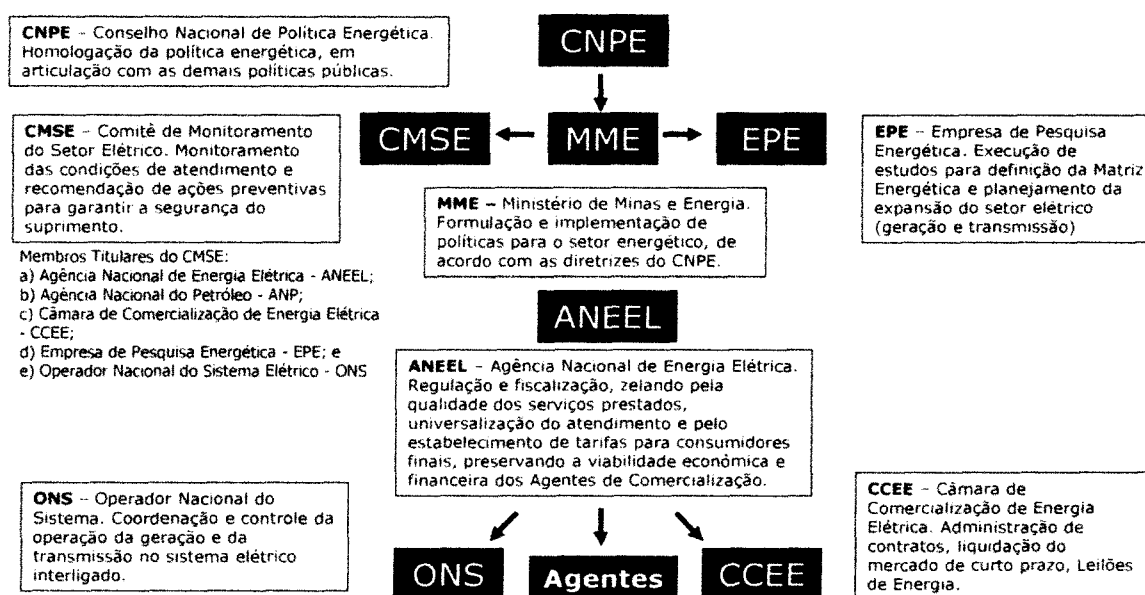 CNPE – Conselho Nacional de Política Energética.
Homologação da política energética, em
articulação com as demais políticas públicas.
CNPE
CMSE – Comitê de Monitoramento
do Setor Elétrico. Monitoramento
das condições de atendimento e
recomendação de ações preventivas
para garantir a segurança do
suprimento.
CMSE
MME
EPE
EPE – Empresa de Pesquisa
Energética. Execução de
estudos para definição da Matriz
Energética e planejamento da
expansão do setor elétrico
(geração e transmissão)
MME – Ministério de Minas e Energia.
Formulação e implementação de
políticas para o setor energético, de
acordo com as diretrizes do CNPE.
Membros Titulares do CMSE:
a) Agência Nacional de Energia Elétrica - ANEEL;
b) Agência Nacional do Petróleo - ANP;
c) Câmara de Comercialização de Energia Elétrica
- CCEE;
d) Empresa de Pesquisa Energética - EPE; e
e) Operador Nacional do Sistema Elétrico - ONS
ANEEL
ANEEL – Agência Nacional de Energia Elétrica.
Regulação e fiscalização, zelando pela
qualidade dos serviços prestados,
universalização do atendimento e pelo
estabelecimento de tarifas para consumidores
finais, preservando a viabilidade econômica e
financeira dos Agentes de Comercialização.
ONS – Operador Nacional do
Sistema. Coordenação e controle da
operação da geração e da
transmissão no sistema elétrico
interligado.
ONS
Agentes
CCEE
CCEE – Câmara de
Comercialização de Energia
Elétrica. Administração de
contratos, liquidação do
mercado de curto prazo, Leilões
de Energia.